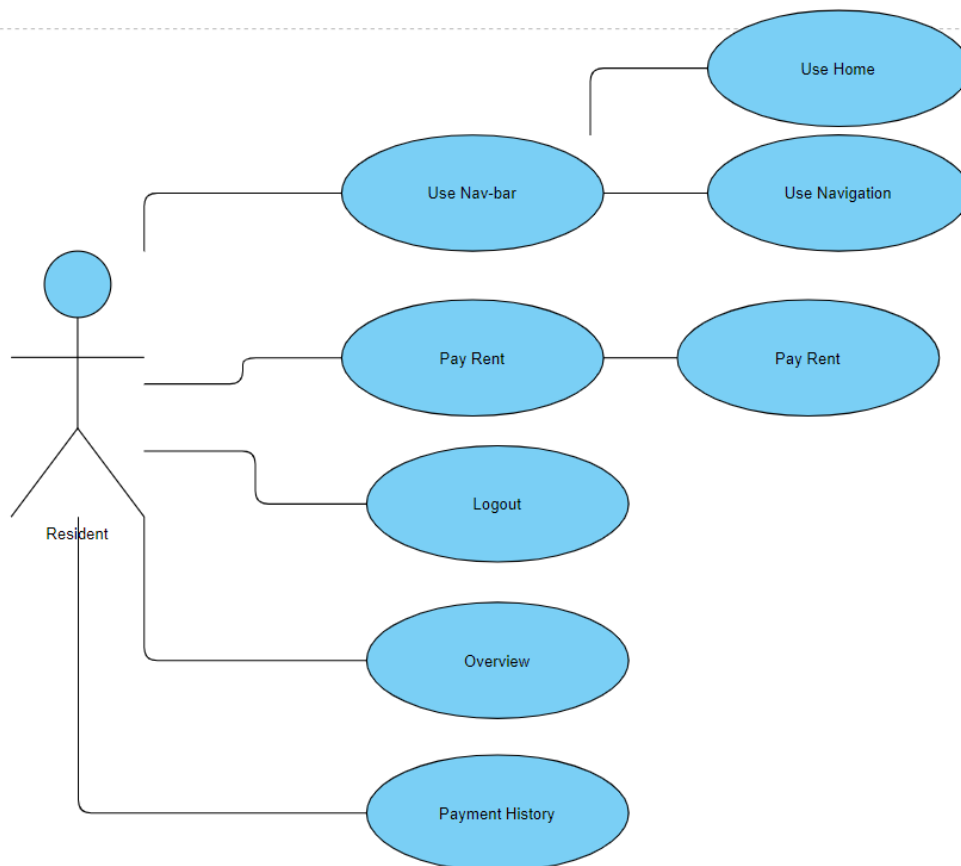 Use Home
Use Nav-bar
Use Navigation
Pay Rent
Pay Rent
Logout
Resident
Overview
Payment History